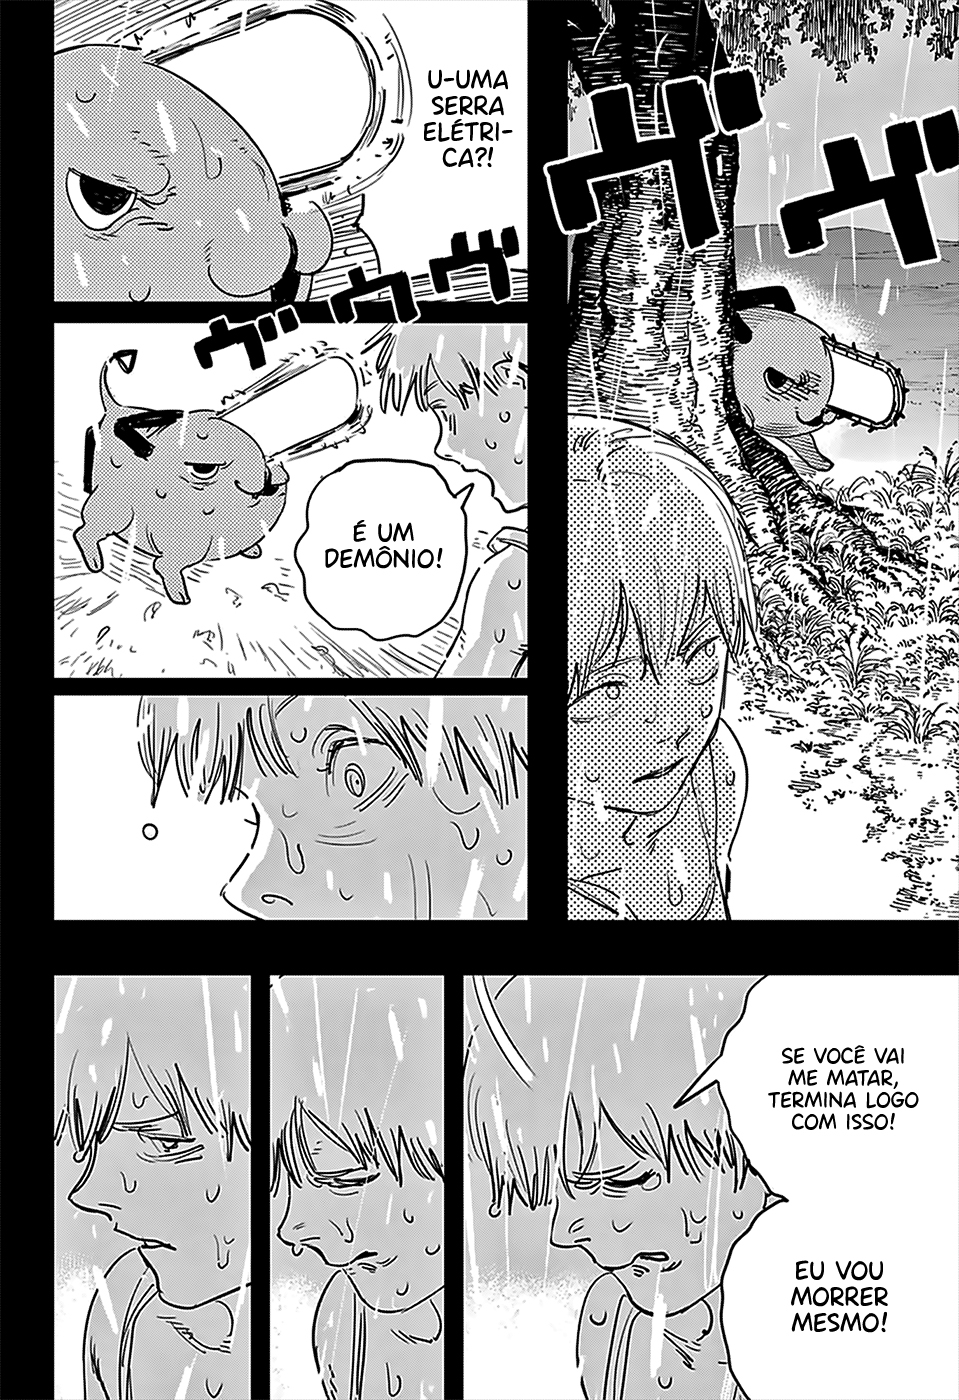 ヴヴ
U-UMA
SERRA
ELÉTRI-
CA?!
ヴヴヴ
É UM
DEMÔNIO!
SE VOCÊ VAI
ME MATAR,
TERMINA LOGO
COM ISSO!
EU VOU
MORRER
MESMO!